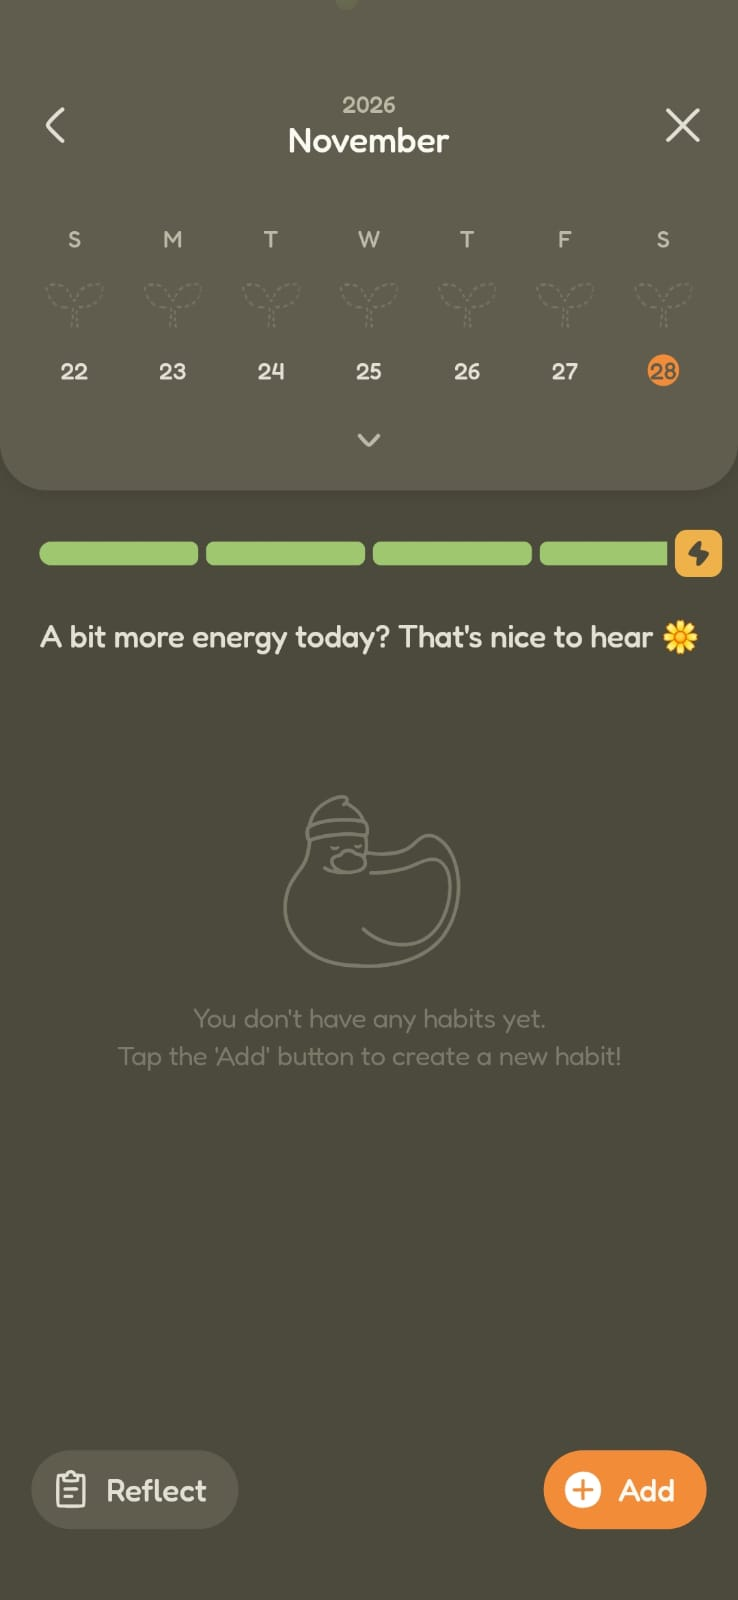 2026
November
S M T W T F S
22 23 24 25 26 27 28
A bit more energy today? That's nice to hear 🌼
You don't have any habits yet.
Tap the 'Add' button to create a new habit!
Reflect
Add